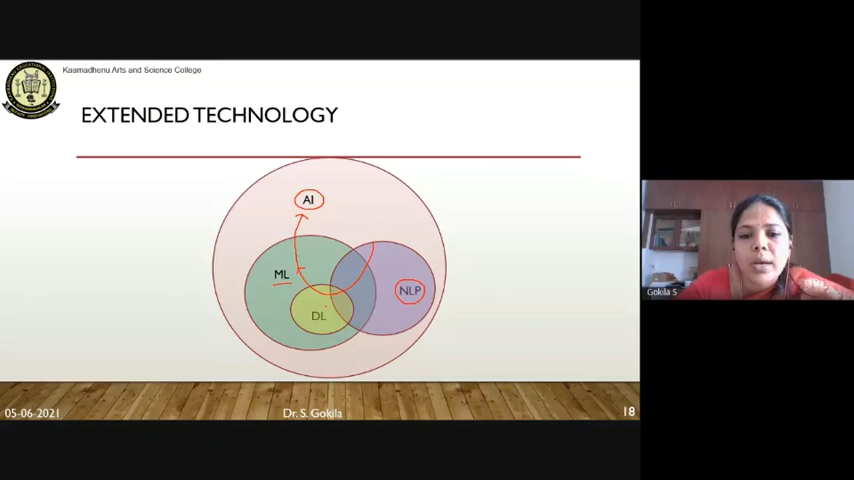 Kaamadhenu Arts and Science College
EXTENDED TECHNOLOGY
AI
ML
NLP
DL
Gokila S
05-06-2021
Dr. S. Gokila
18